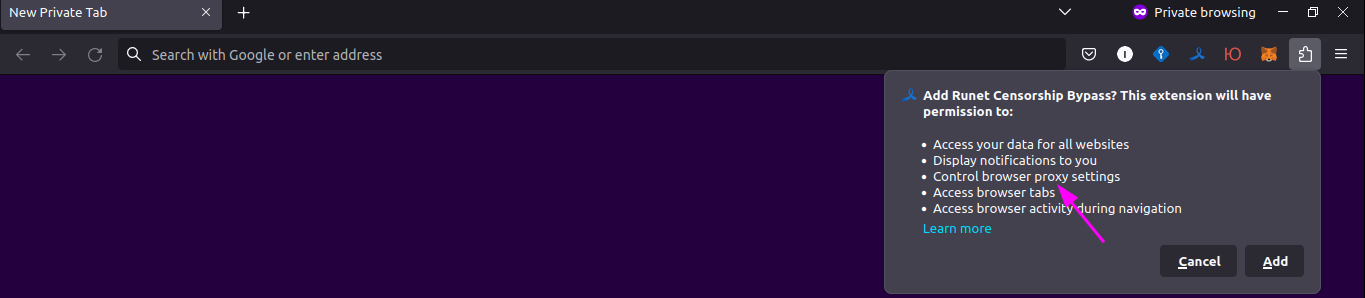 New Private Tab
Private browsing
Search with Google or enter address
Ю
Add Runet Censorship Bypass? This extension will have
permission to:
• Access your data for all websites
• Display notifications to you
• Control browser proxy settings
• Access browser tabs
• Access browser activity during navigation
Learn more
Cancel
Add